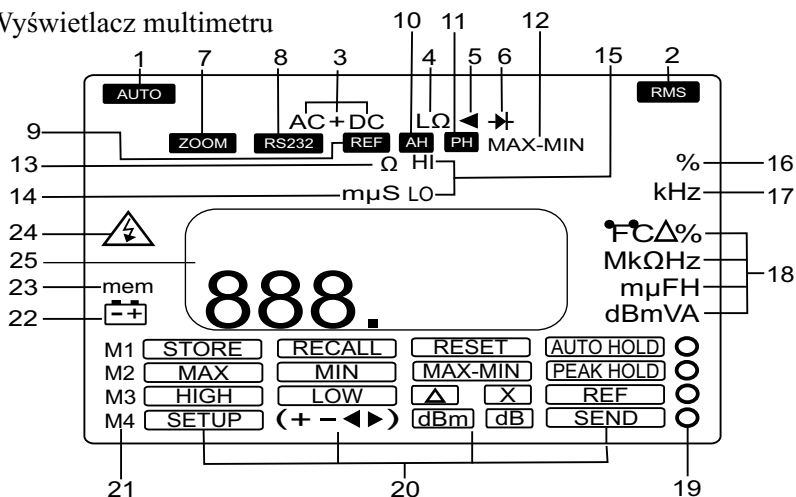 Wyświetlacz multimetru
10 11 12
1 7 8 3 4 5 6 15 2
AUTO RMS
AC+DC LΩ
9 ZOOM RS232 REF AH PH MAX-MIN
13 Ω HI % 16
14 mµS LO kHz 17
24 °F°CΔ%
25 MkΩHz 18
23 mem 888. mµFH
22 - + dBmVA
M1 STORE RECALL RESET AUTO HOLD
M2 MAX MIN MAX-MIN PEAK HOLD
M3 HIGH LOW Δ X REF
M4 SETUP (+ - ◀ ▶) dBm dB SEND
21 20 19